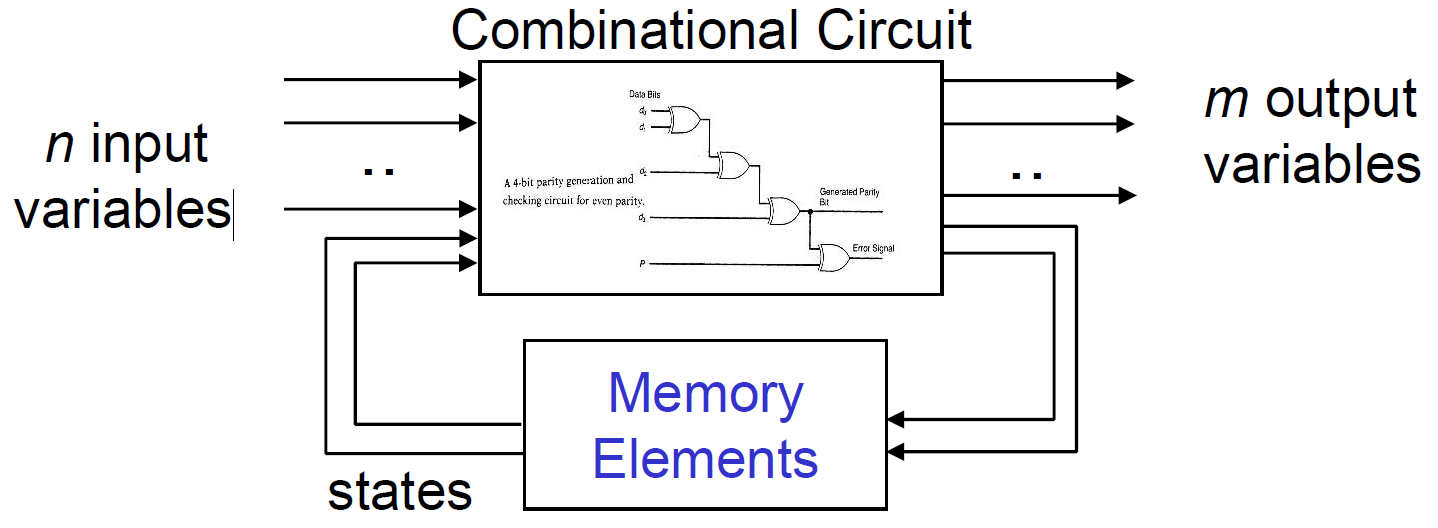 Combinational Circuit
n input
variables
. .
Data Bits
d₀
d₁
d₂
A 4-bit parity generation and
checking circuit for even parity.
d₃
P
Generated Parity
Bit
Error Signal
m output
variables
. .
Memory
Elements
states